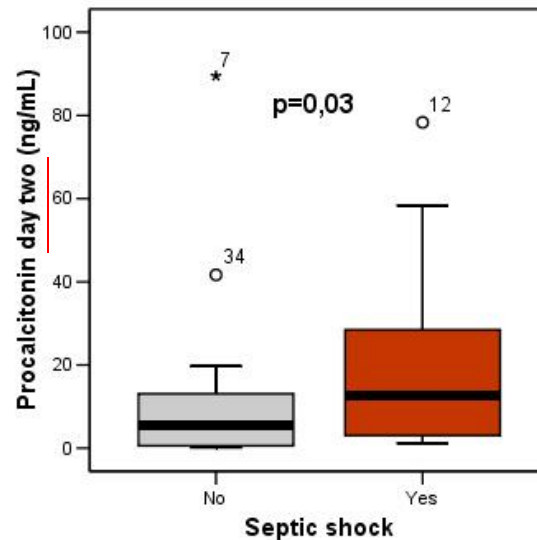 100
80
60
40
20
0
Procalcitonin day two (ng/mL)
*7
34
p=0,03
12
No
Yes
Septic shock